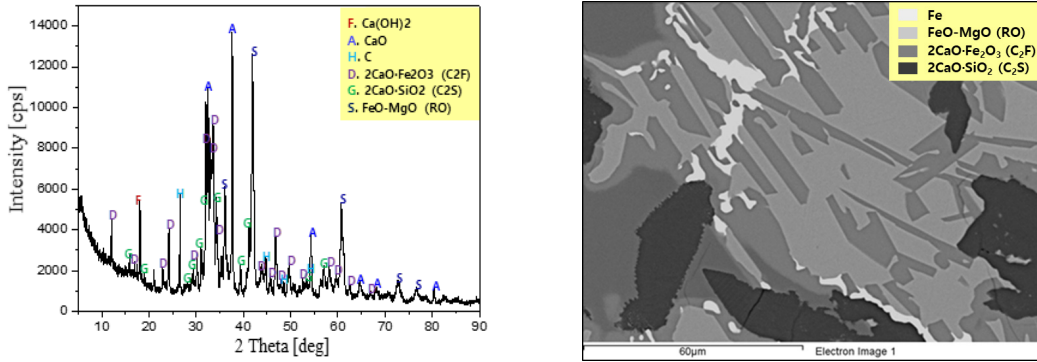 Intensity [cps]
14000
12000
10000
8000
6000
4000
2000
0
10 20 30 40 50 60 70 80 90
2 Theta [deg]
F. Ca(OH)2
A. CaO
H. C
D. 2CaO·Fe2O3 (C2F)
G. 2CaO·SiO2 (C2S)
S. FeO-MgO (RO)
A
S
A
D
D
D
S
F
H
G
G
S
D
D
D
G
A
D
G
G
D
G
D
G
G
D
G
H
D
D
D
H
D
D
A
H
G
G
D
D
D
D
A
A
S
S
A
Fe
FeO-MgO (RO)
2CaO·Fe₂O₃ (C₂F)
2CaO·SiO₂ (C₂S)
60μm
Electron Image 1